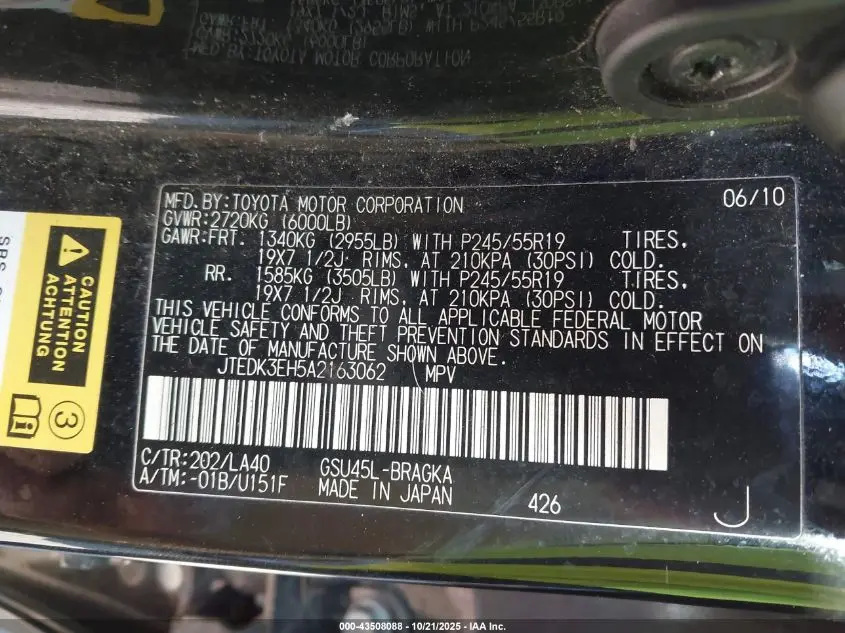 MFD.BY:TOYOTA MOTOR CORPORATION 06/10
GVWR:2720KG (6000LB)
GAWR:FRT. 1340KG (2955LB) WITH P245/55R19 TIRES.
19X7 1/2J RIMS. AT 210KPA (30PSI) COLD.
RR. 1585KG (3505LB) WITH P245/55R19 TIRES.
19X7 1/2J RIMS. AT 210KPA (30PSI) COLD.
THIS VEHICLE CONFORMS TO ALL APPLICABLE FEDERAL MOTOR
VEHICLE SAFETY AND THEFT PREVENTION STANDARDS IN EFFECT ON
THE DATE OF MANUFACTURE SHOWN ABOVE.
JTEDK3EH5A2163062 MPV
C/TR:202/LA40 GSU45L-BRAGKA
A/TM:-01B/U151F MADE IN JAPAN 426 J
CAUTION
ATTENTION
ACHTUNG
3
000-43508088 - 10/21/2025 - IAA Inc.